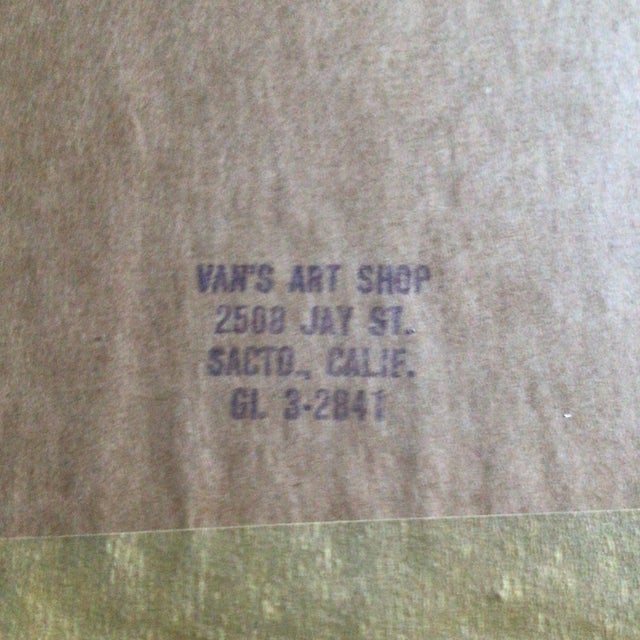 VAN'S ART SHOP
2508 JAY ST.
SACTO., CALIF.
GL 3-2841